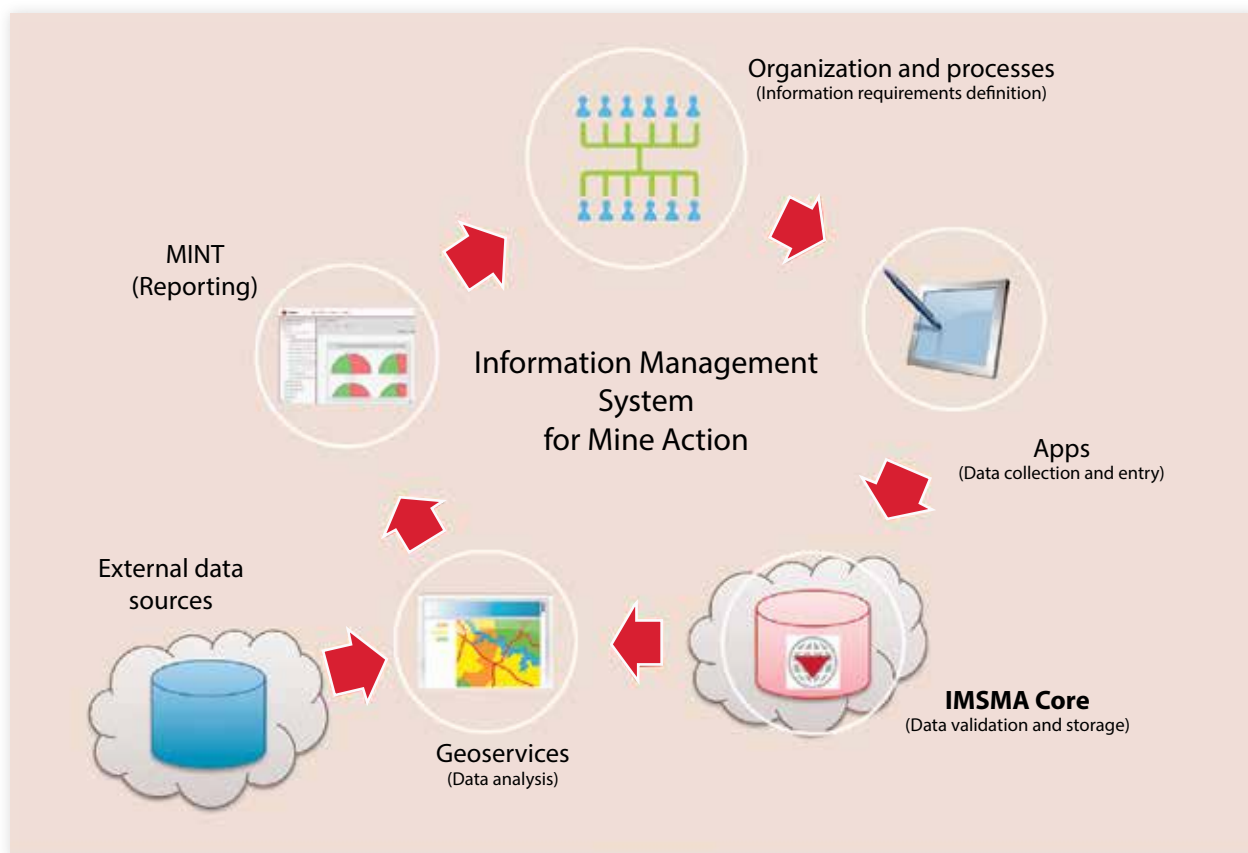 Organization and processes
(Information requirements definition)
MINT
(Reporting)
Information Management
System
for Mine Action
Apps
(Data collection and entry)
External data
sources
IMSMA Core
(Data validation and storage)
Geoservices
(Data analysis)